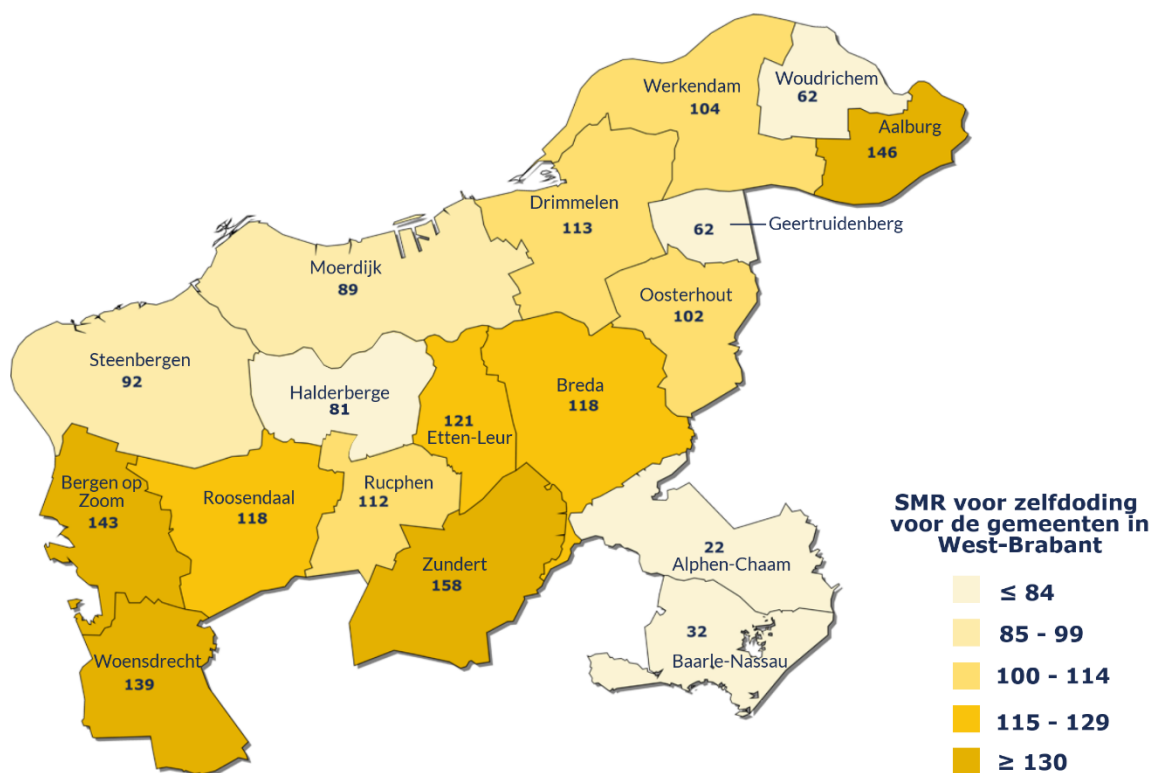 Woudrichem
62
Werkendam
104
Aalburg
146
Drimmelen
113
62
Geertruidenberg
Moerdijk
89
Oosterhout
102
Steenbergen
92
Halderberge
81
Breda
118
121
Etten-Leur
Bergen op
Zoom
143
Roosendaal
118
Rucphen
112
Zundert
158
22
Alphen-Chaam
32
Baarle-Nassau
Woensdrecht
139
SMR voor zelfdoding
voor de gemeenten in
West-Brabant
≤ 84
85 - 99
100 - 114
115 - 129
≥ 130